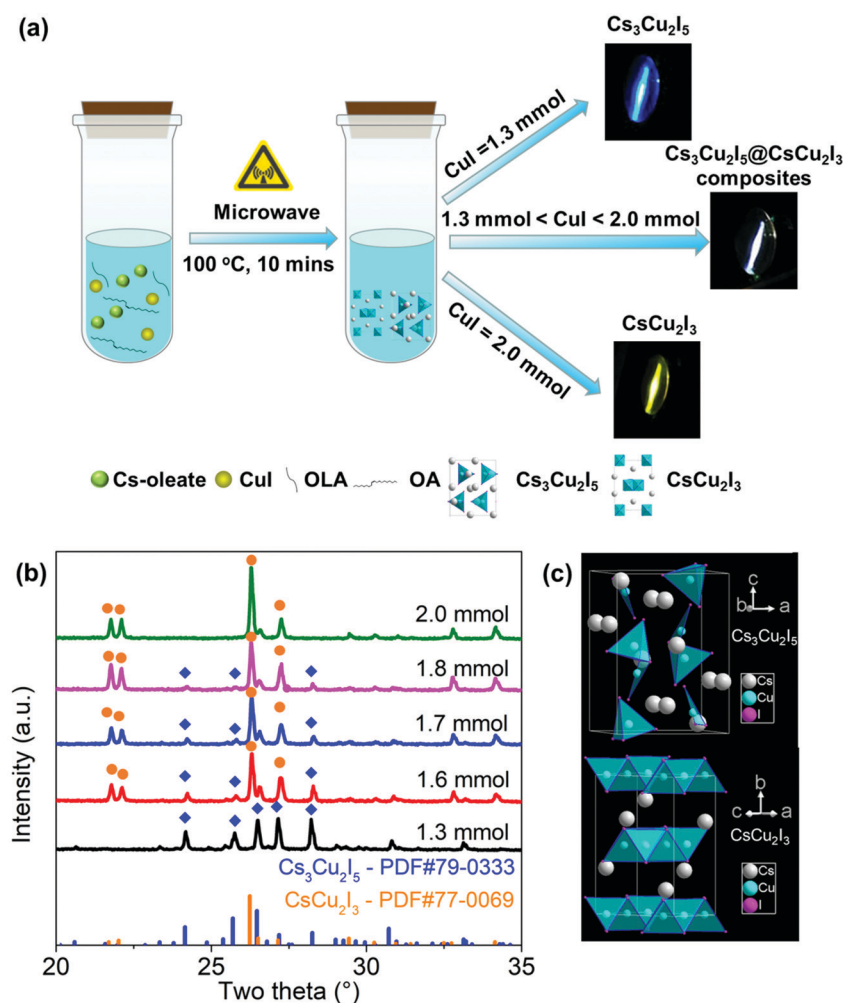 (a)
Cs₃Cu₂I₅
CuI =1.3 mmol
Cs₃Cu₂I₅@CsCu₂I₃
composites
Microwave
1.3 mmol < CuI < 2.0 mmol
100 °C, 10 mins
CuI = 2.0 mmol
CsCu₂I₃
Cs-oleate
CuI
OLA
OA
Cs₃Cu₂I₅
CsCu₂I₃
(b)
2.0 mmol
1.8 mmol
1.7 mmol
1.6 mmol
1.3 mmol
Cs₃Cu₂I₅ - PDF#79-0333
CsCu₂I₃ - PDF#77-0069
Intensity (a.u.)
20 25 30 35
Two theta (°)
(c)
c
b a
Cs₃Cu₂I₅
Cs
Cu
I
b
c a
CsCu₂I₃
Cs
Cu
I